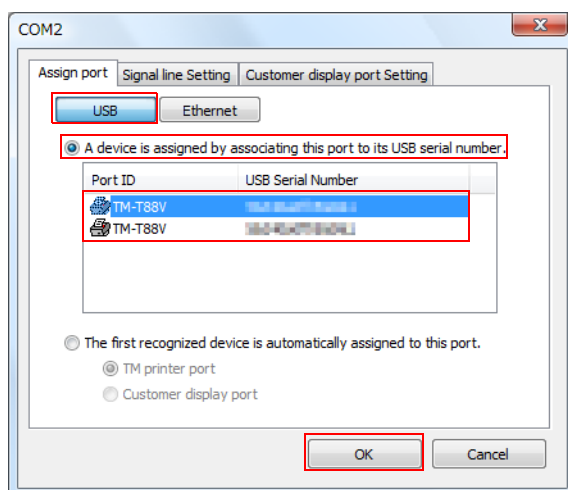 COM2
Assign port Signal line Setting Customer display port Setting
USB Ethernet
A device is assigned by associating this port to its USB serial number.
Port ID USB Serial Number
TM-T88V
TM-T88V
The first recognized device is automatically assigned to this port.
TM printer port
Customer display port
OK Cancel